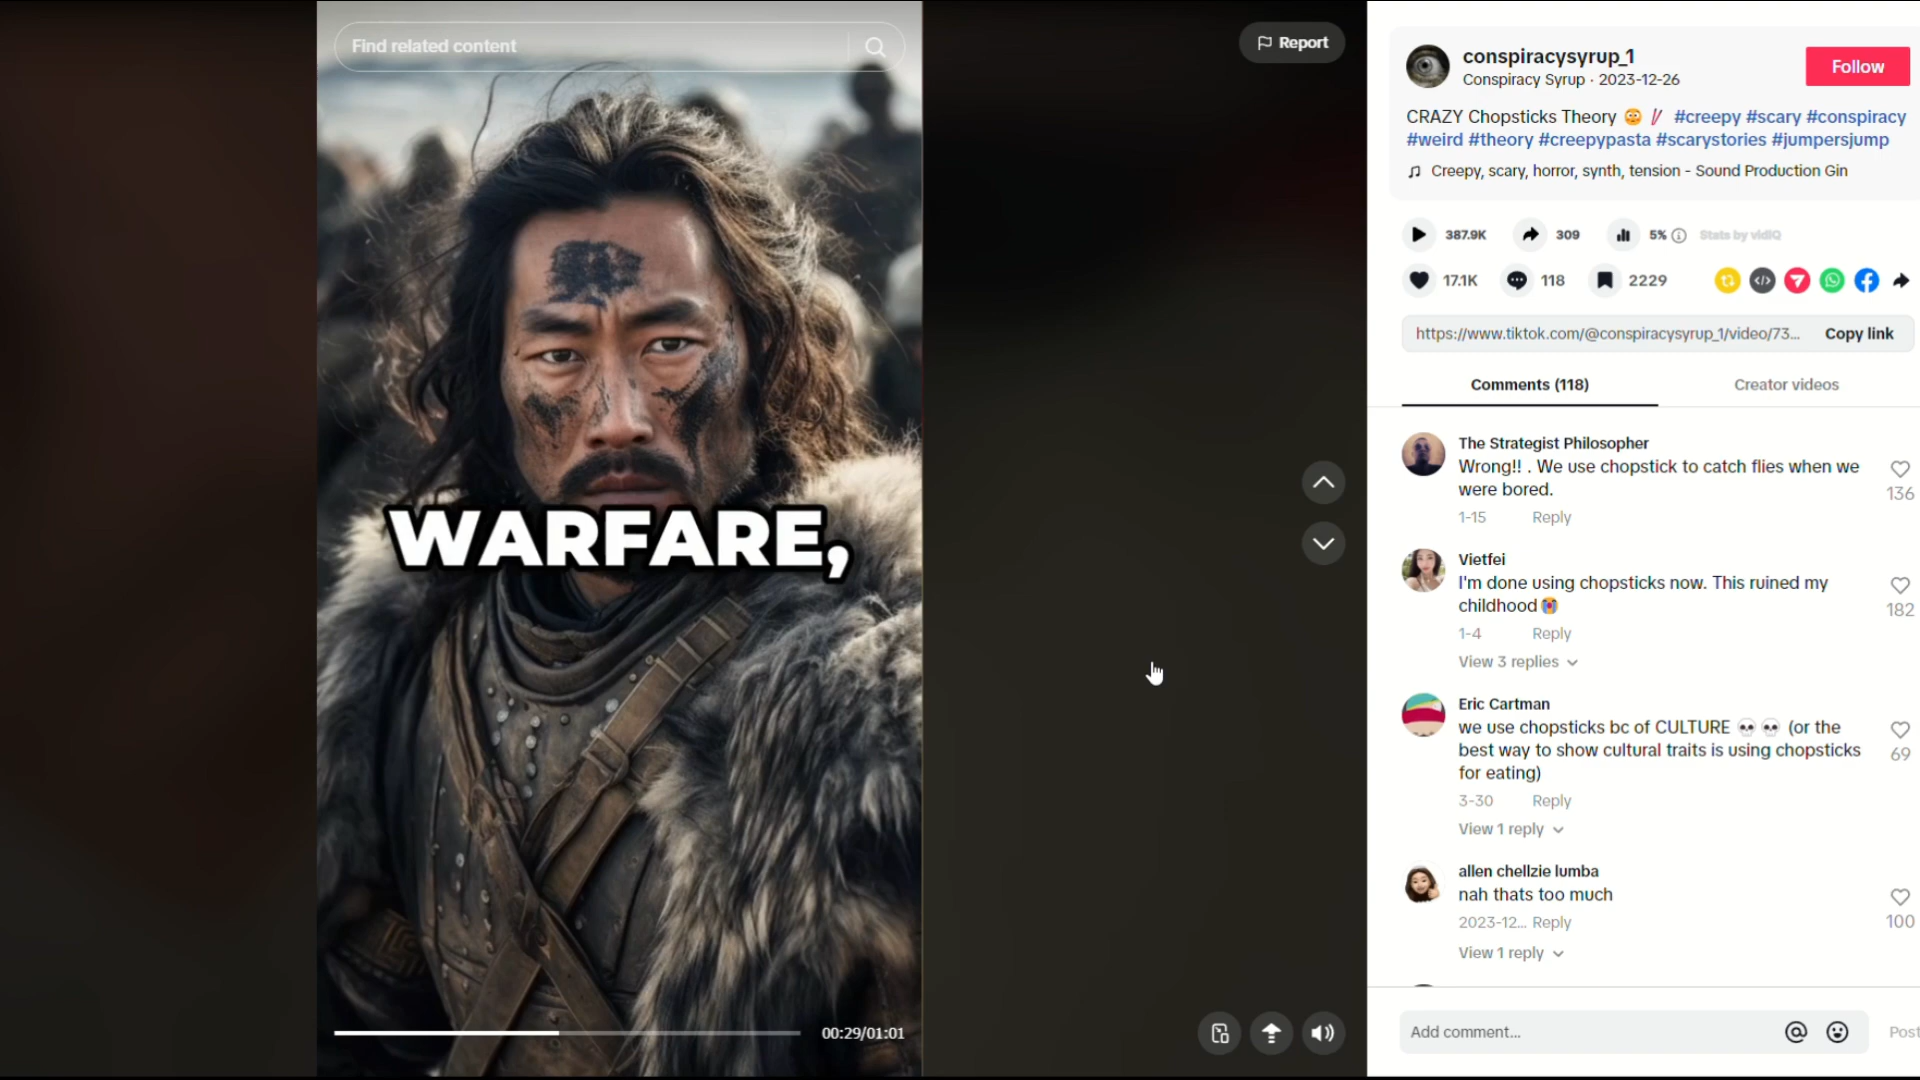 Find related content
Report
WARFARE,
00:29/01:01
conspiracysyrup_1
Conspiracy Syrup · 2023-12-26
Follow
CRAZY Chopsticks Theory 😳 🥢 #creepy #scary #conspiracy
#weird #theory #creepypasta #scarystories #jumpersjump
Creepy, scary, horror, synth, tension - Sound Production Gin
387.9K 309 5% Stats by vidIQ
17.1K 118 2229
https://www.tiktok.com/@conspiracysyrup_1/video/73... Copy link
Comments (118) Creator videos
The Strategist Philosopher
Wrong!! . We use chopstick to catch flies when we
were bored.
136
1-15 Reply
Vietfei
I'm done using chopsticks now. This ruined my
childhood😭
182
1-4 Reply
View 3 replies
Eric Cartman
we use chopsticks bc of CULTURE 💀 💀 (or the
best way to show cultural traits is using chopsticks
for eating)
69
3-30 Reply
View 1 reply
allen chellzie lumba
nah thats too much
100
2023-12... Reply
View 1 reply
Add comment...
Post